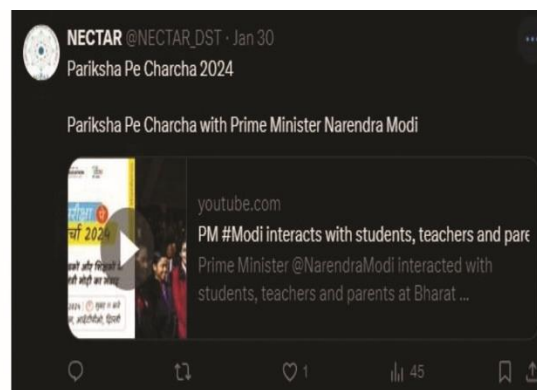 NECTAR @NECTAR_DST · Jan 30
Pariksha Pe Charcha 2024
Pariksha Pe Charcha with Prime Minister Narendra Modi
youtube.com
PM #Modi interacts with students, teachers and pare
Prime Minister @NarendraModi interacted with
students, teachers and parents at Bharat ...
2024
1
45